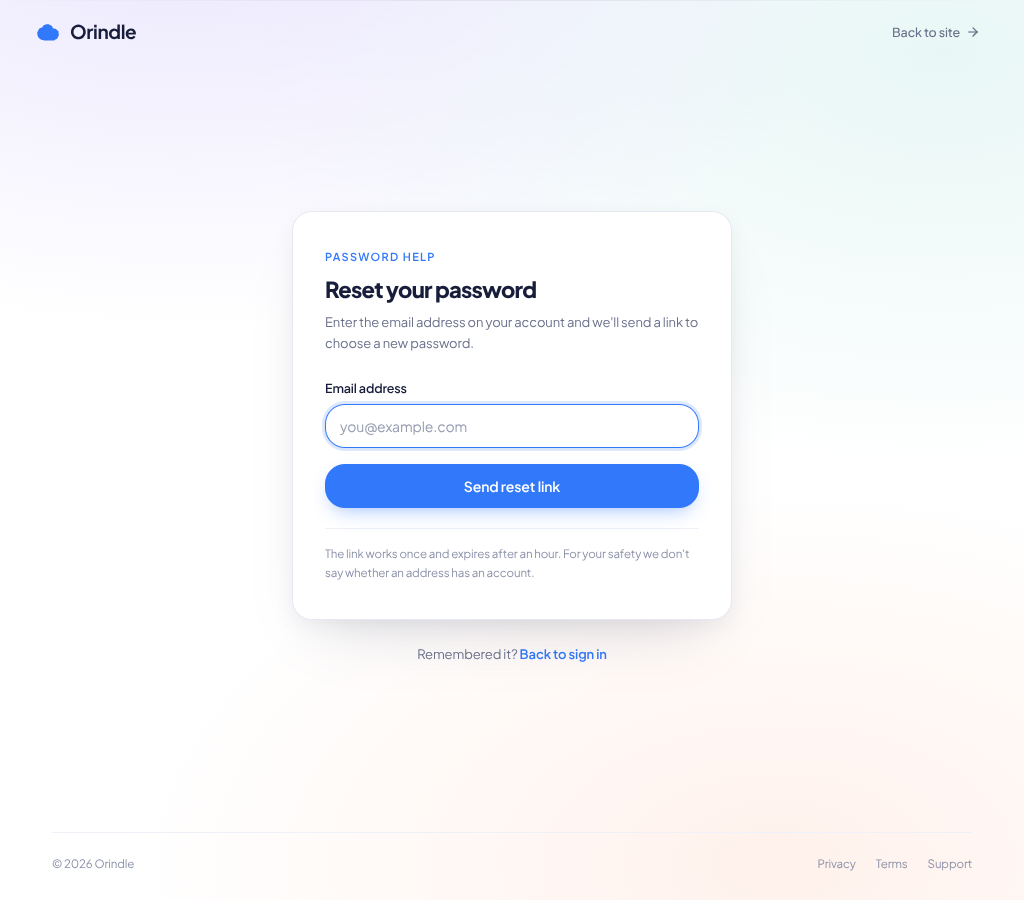 Orindle
Back to site →
PASSWORD HELP
Reset your password
Enter the email address on your account and we'll send a link to
choose a new password.
Email address
you@example.com
Send reset link
The link works once and expires after an hour. For your safety we don't
say whether an address has an account.
Remembered it? Back to sign in
© 2026 Orindle
Privacy Terms Support